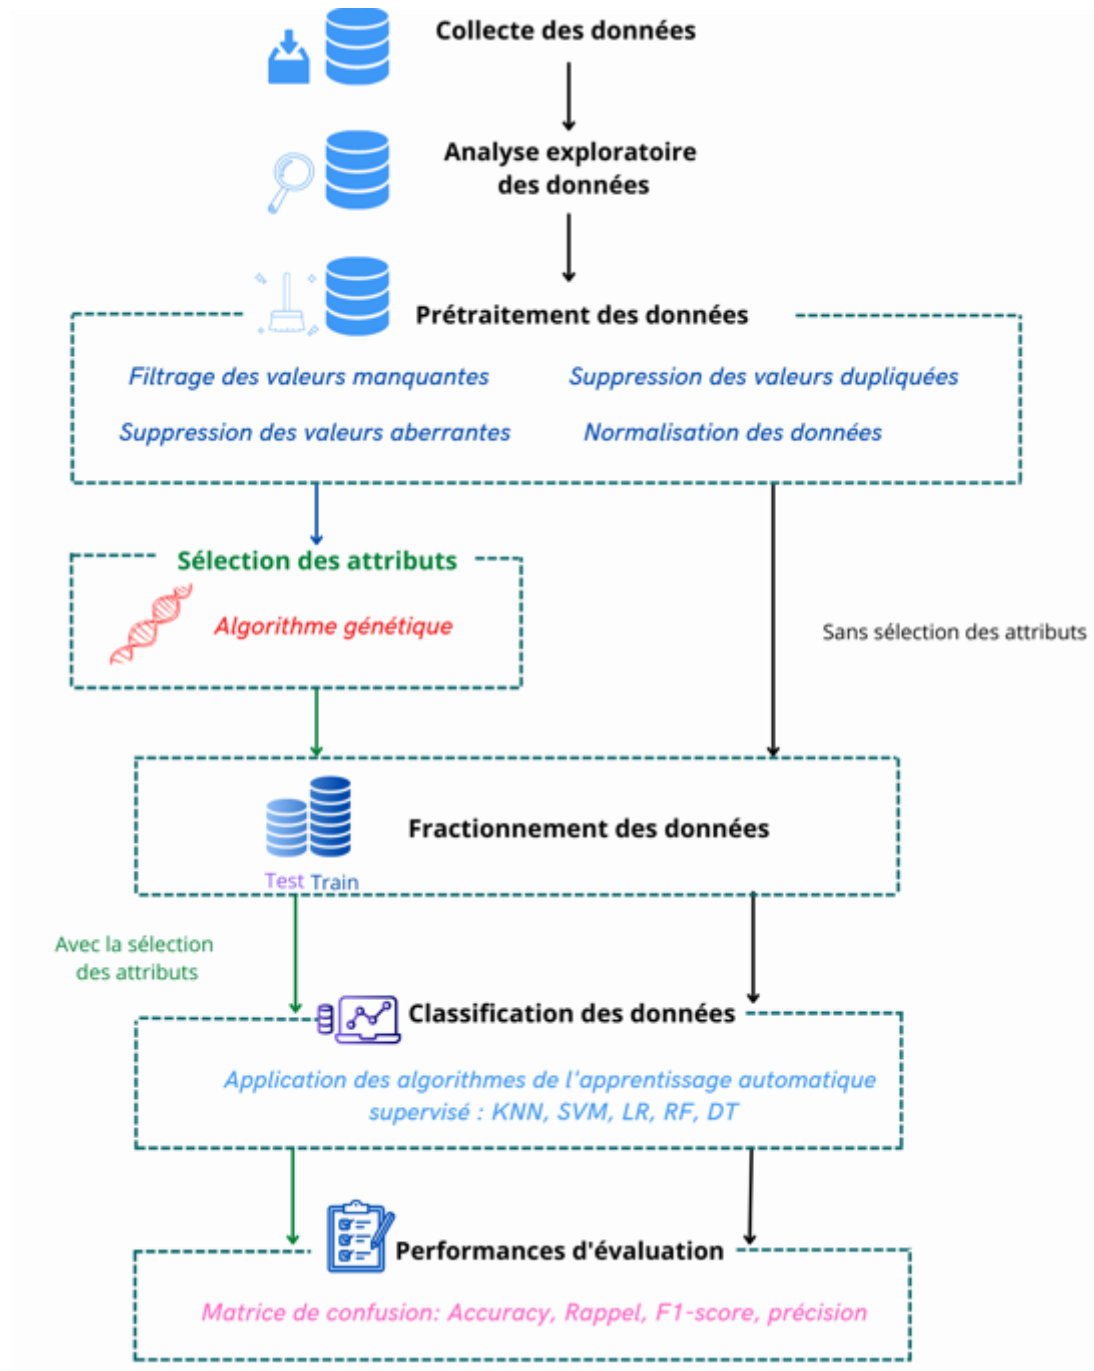 Collecte des données
Analyse exploratoire
des données
Prétraitement des données
Filtrage des valeurs manquantes
Suppression des valeurs dupliquées
Suppression des valeurs aberrantes
Normalisation des données
Sélection des attributs
Algorithme génétique
Sans sélection des attributs
Fractionnement des données
Test Train
Avec la sélection
des attributs
Classification des données
Application des algorithmes de l'apprentissage automatique
supervisé : KNN, SVM, LR, RF, DT
Performances d'évaluation
Matrice de confusion: Accuracy, Rappel, F1-score, précision